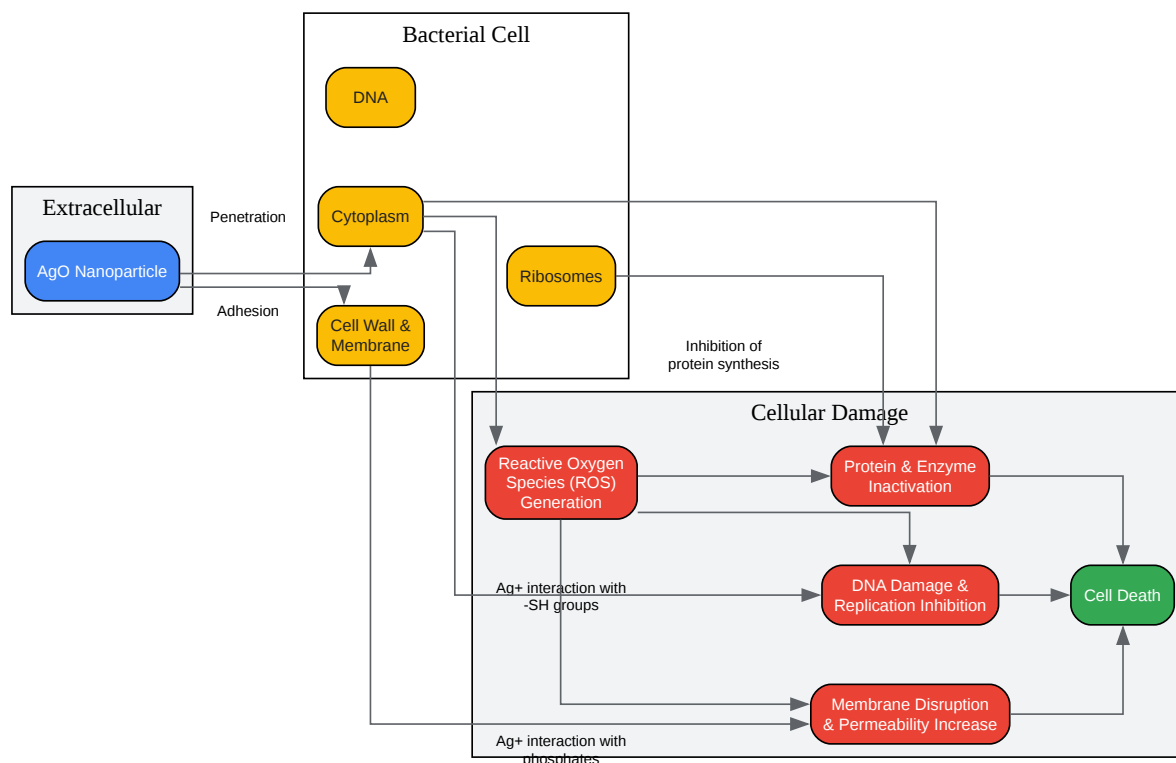 Bacterial Cell
DNA
Extracellular
AgO Nanoparticle
Penetration
Adhesion
Cytoplasm
Ribosomes
Cell Wall &
Membrane
Inhibition of
protein synthesis
Cellular Damage
Reactive Oxygen
Species (ROS)
Generation
Protein & Enzyme
Inactivation
Ag+ interaction with
-SH groups
DNA Damage &
Replication Inhibition
Cell Death
Membrane Disruption
& Permeability Increase
Ag+ interaction with
phosphates